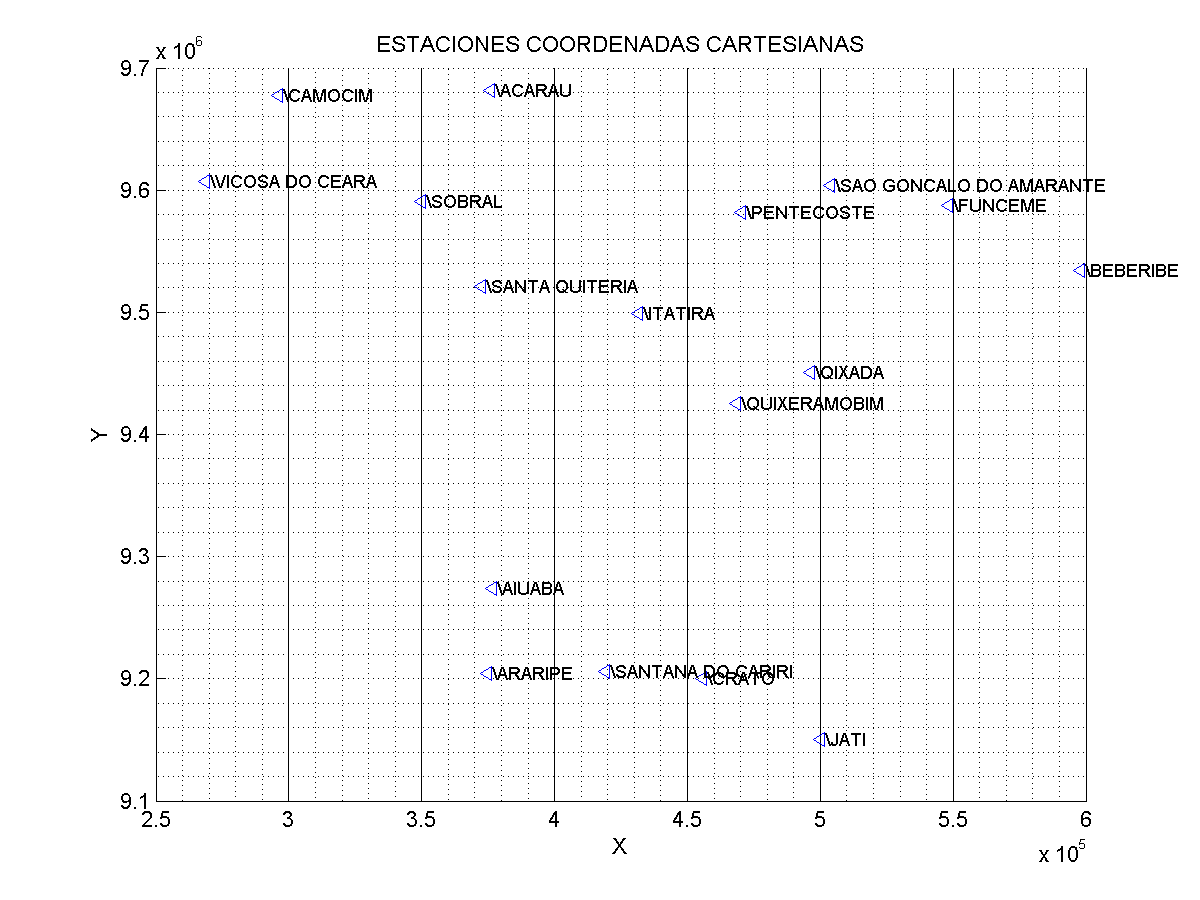 ESTACIONES COORDENADAS CARTESIANAS
x 10^6
9.7
\CAMOCIM
\ACARAU
\VICOSA DO CEARA
\SAO GONCALO DO AMARANTE
9.6
\SOBRAL
\FUNCEME
\PENTECOSTE
\BEBERIBE
\SANTA QUITERIA
9.5
\ITATIRA
\QIXADA
\QUIXERAMOBIM
Y
9.4
9.3
\AIUABA
\ARARIPE
\SANTANA DO CARIRI
9.2
\CRATO
\JATI
9.1
2.5 3 3.5 4 4.5 5 5.5 6
X
x 10^5